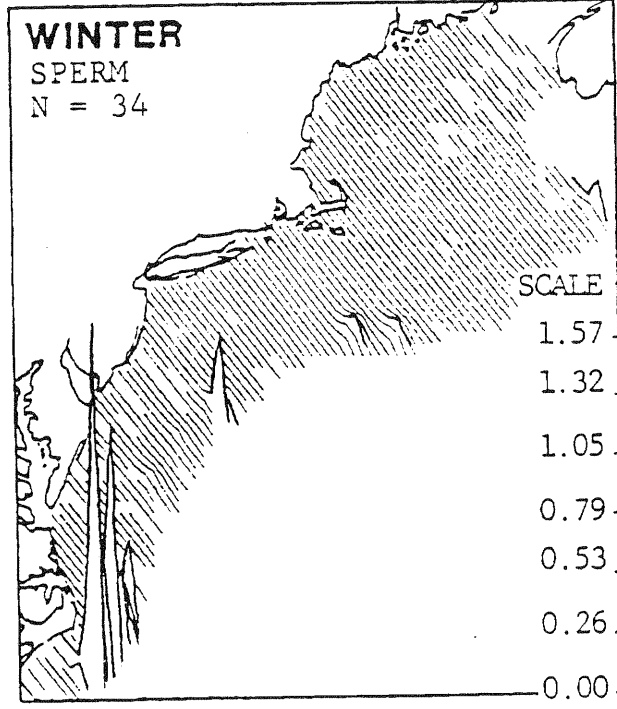 WINTER
SPERM
N = 34
SCALE
1.57
1.32
1.05
0.79
0.53
0.26
0.00